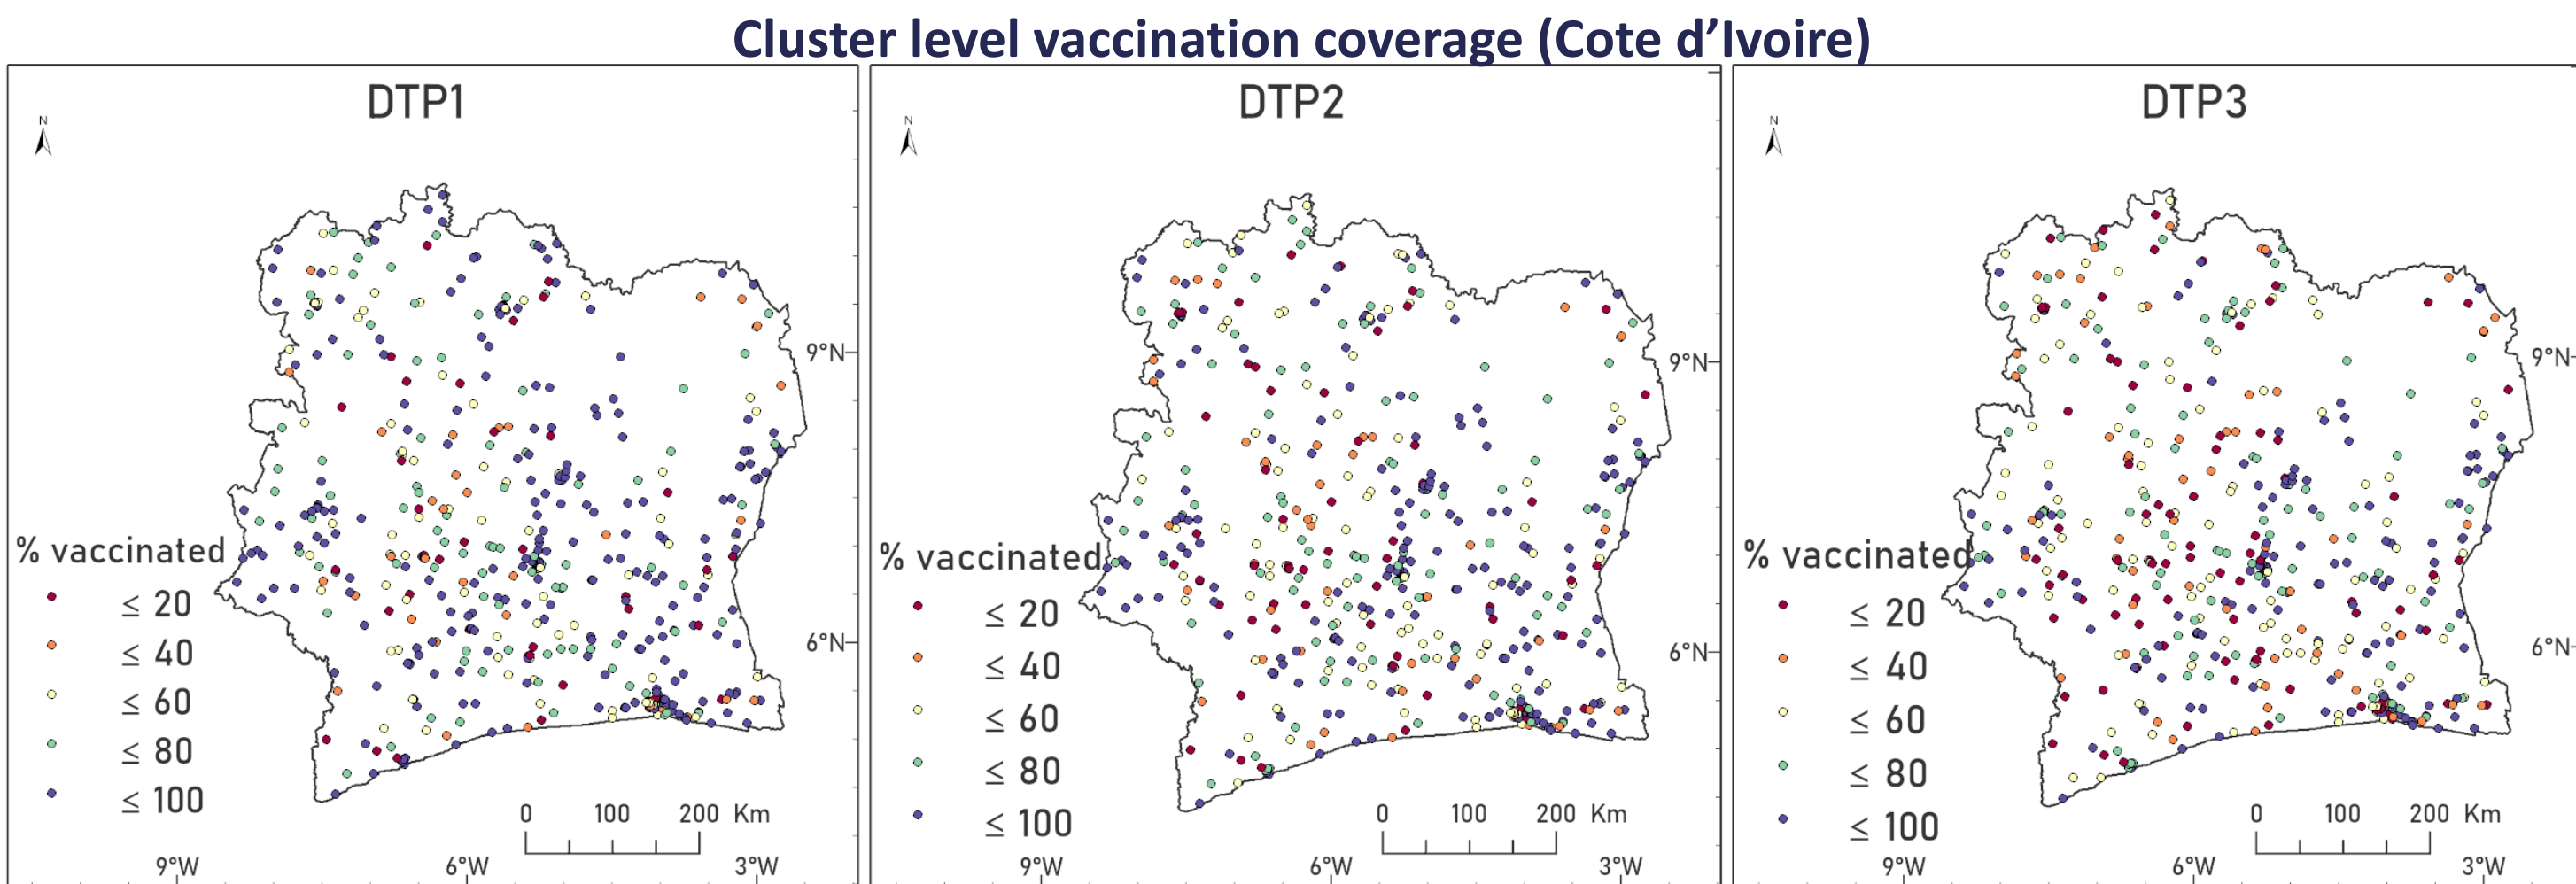 Cluster level vaccination coverage (Cote d’Ivoire)
DTP1
N
9°N
6°N
% vaccinated
≤ 20
≤ 40
≤ 60
≤ 80
≤ 100
0 100 200 Km
9°W 6°W 3°W
DTP2
N
9°N
6°N
% vaccinated
≤ 20
≤ 40
≤ 60
≤ 80
≤ 100
0 100 200 Km
9°W 6°W 3°W
DTP3
N
9°N
6°N
% vaccinated
≤ 20
≤ 40
≤ 60
≤ 80
≤ 100
0 100 200 Km
9°W 6°W 3°W